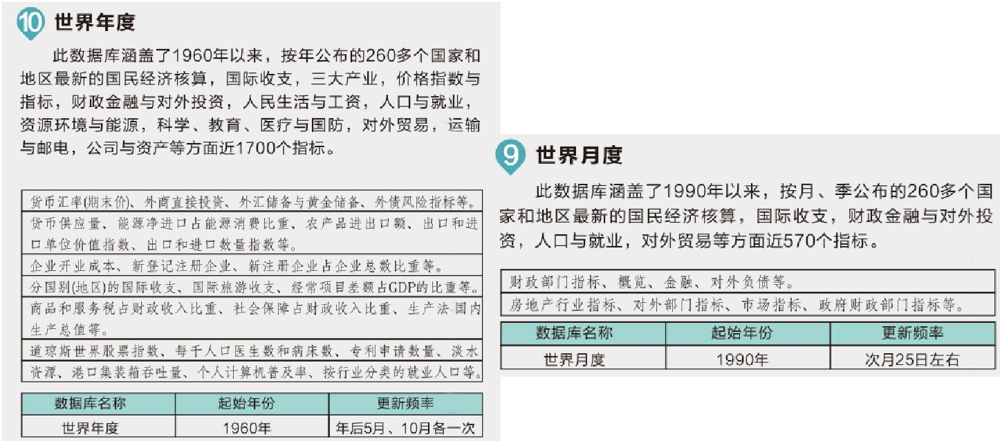 10 世界年度
此数据库涵盖了1960年以来，按年公布的260多个国家和
地区最新的国民经济核算，国际收支，三大产业，价格指数与
指标，财政金融与对外投资，人民生活与工资，人口与就业，
资源环境与能源，科学、教育、医疗与国防，对外贸易，运输
与邮电，公司与资产等方面近1700个指标。
货币汇率(期末价)、外商直接投资、外汇储备与黄金储备、外债风险指标等。
货币供应量、能源净进口占能源消费比重、农产品进出口额、出口和进
口单位价值指数、出口和进口数量指数等。
企业开业成本、新登记注册企业、新注册企业占企业总数比重等。
分国别(地区)的国际收支、国际旅游收支、经常项目差额占GDP的比重等。
商品和服务税占财政收入比重、社会保障占财政收入比重、生产法-国内
生产总值等。
道琼斯世界股票指数、每千人口医生数和病床数、专利申请数量、淡水
资源、港口集装箱吞吐量、个人计算机普及率、按行业分类的就业人口等。
数据库名称 起始年份 更新频率
世界年度 1960年 年后5月、10月各一次
9 世界月度
此数据库涵盖了1990年以来，按月、季公布的260多个国
家和地区最新的国民经济核算，国际收支，财政金融与对外投
资，人口与就业，对外贸易等方面近570个指标。
财政部门指标、概览、金融、对外负债等。
房地产行业指标、对外部门指标、市场指标、政府财政部门指标等。
数据库名称 起始年份 更新频率
世界月度 1990年 次月25日左右